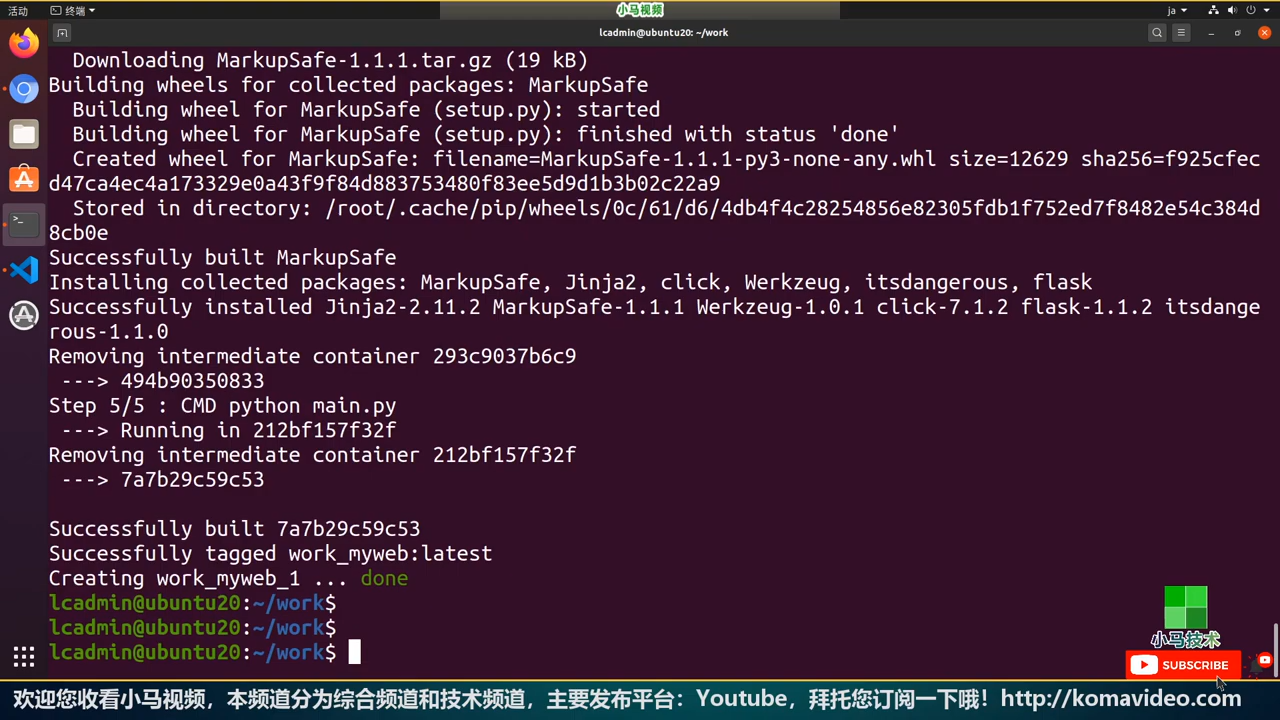 活动
终端
小马视频
ja
lcadmin@ubuntu20: ~/work
Downloading MarkupSafe-1.1.1.tar.gz (19 kB)
Building wheels for collected packages: MarkupSafe
Building wheel for MarkupSafe (setup.py): started
Building wheel for MarkupSafe (setup.py): finished with status 'done'
Created wheel for MarkupSafe: filename=MarkupSafe-1.1.1-py3-none-any.whl size=12629 sha256=f925cfec
d47ca4ec4a173329e0a43f9f84d883753480f83ee5d9d1b3b02c22a9
Stored in directory: /root/.cache/pip/wheels/0c/61/d6/4db4f4c28254856e82305fdb1f752ed7f8482e54c384d
8cb0e
Successfully built MarkupSafe
Installing collected packages: MarkupSafe, Jinja2, click, Werkzeug, itsdangerous, flask
Successfully installed Jinja2-2.11.2 MarkupSafe-1.1.1 Werkzeug-1.0.1 click-7.1.2 flask-1.1.2 itsdange
rous-1.1.0
Removing intermediate container 293c9037b6c9
---> 494b90350833
Step 5/5 : CMD python main.py
---> Running in 212bf157f32f
Removing intermediate container 212bf157f32f
---> 7a7b29c59c53
Successfully built 7a7b29c59c53
Successfully tagged work_myweb:latest
Creating work_myweb_1 ... done
lcadmin@ubuntu20:~/work$
lcadmin@ubuntu20:~/work$
lcadmin@ubuntu20:~/work$
小马技术
SUBSCRIBE
欢迎您收看小马视频，本频道分为综合频道和技术频道，主要发布平台：Youtube，拜托您订阅一下哦！http://komavideo.com